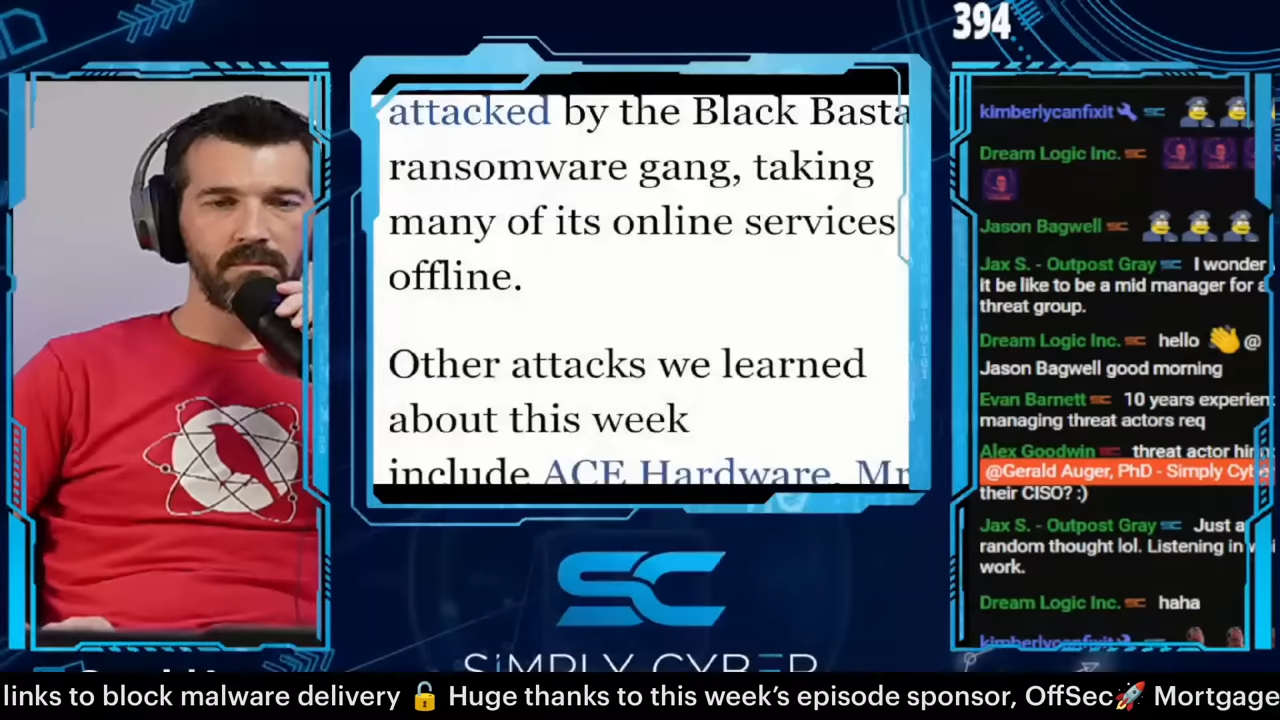 394
attacked by the Black Basta
ransomware gang, taking
many of its online services
offline.
Other attacks we learned
about this week
include ACE Hardware, Mr
SC
SiMPLY CYBER
kimberlycanfixit
Dream Logic Inc.
Jason Bagwell
Jax S. - Outpost Gray I wonder
it be like to be a mid manager for a
threat group.
Dream Logic Inc. hello @
Jason Bagwell good morning
Evan Barnett 10 years experien
managing threat actors req
Alex Goodwin threat actor hir
@Gerald Auger, PhD - Simply Cybe
their CISO? :)
Jax S. - Outpost Gray Just a
random thought lol. Listening in
work.
Dream Logic Inc. haha
kimberlycanfixit
links to block malware delivery 🔓 Huge thanks to this week’s episode sponsor, OffSec🚀 Mortgage